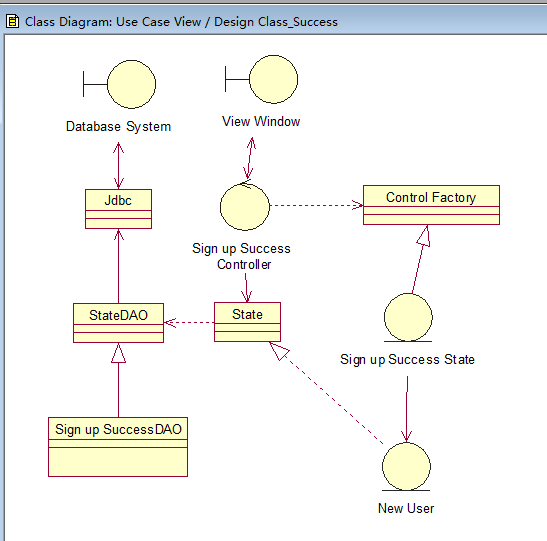 Class Diagram: Use Case View / Design Class_Success
Database System
View Window
Jdbc
Control Factory
Sign up Success
Controller
StateDAO
State
Sign up Success State
Sign up SuccessDAO
New User